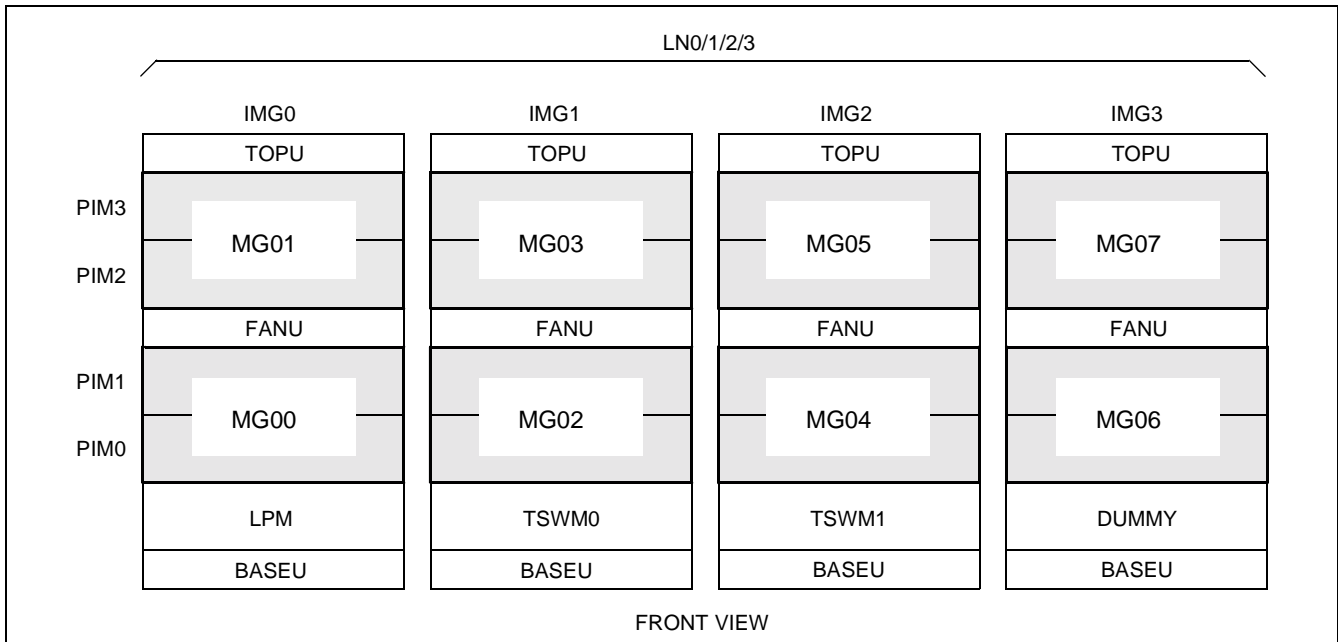 LN0/1/2/3
IMG0 IMG1 IMG2 IMG3
TOPU TOPU TOPU TOPU
PIM3
MG01 MG03 MG05 MG07
PIM2
FANU FANU FANU FANU
PIM1
MG00 MG02 MG04 MG06
PIM0
LPM TSWM0 TSWM1 DUMMY
BASEU BASEU BASEU BASEU
FRONT VIEW